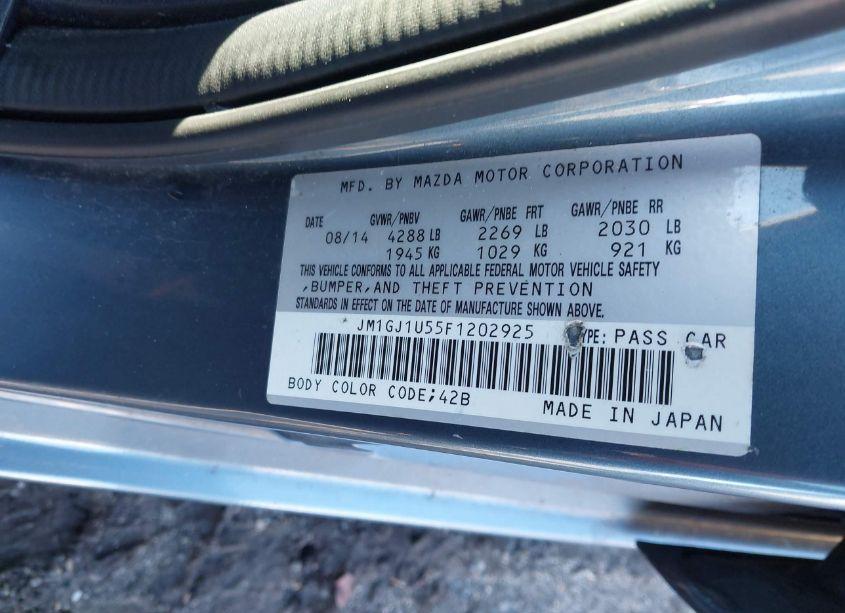 MFD. BY MAZDA MOTOR CORPORATION
DATE GVWR/PNBV GAWR/PNBE FRT GAWR/PNBE RR
08/14 4288 LB 2269 LB 2030 LB
1945 KG 1029 KG 921 KG
THIS VEHICLE CONFORMS TO ALL APPLICABLE FEDERAL MOTOR VEHICLE SAFETY
,BUMPER,AND THEFT PREVENTION
STANDARDS IN EFFECT ON THE DATE OF MANUFACTURE SHOWN ABOVE.
JM1GJ1U55F1202925 TYPE: PASS CAR
BODY COLOR CODE;42B MADE IN JAPAN